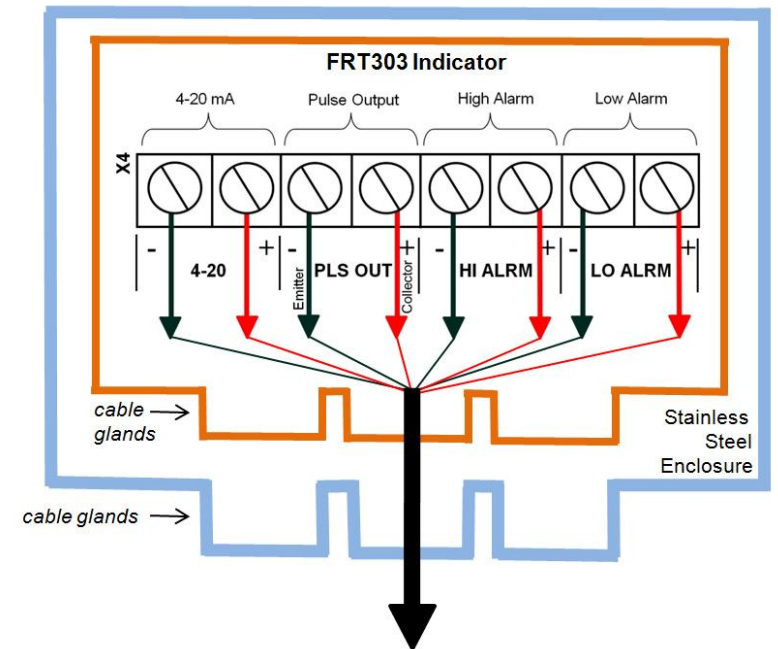 FRT303 Indicator
4-20 mA
Pulse Output
High Alarm
Low Alarm
X4
- 4-20 +
- PLS OUT +
Emitter
Collector
- HI ALRM +
- LO ALRM +
cable
glands
Stainless
Steel
Enclosure
cable glands